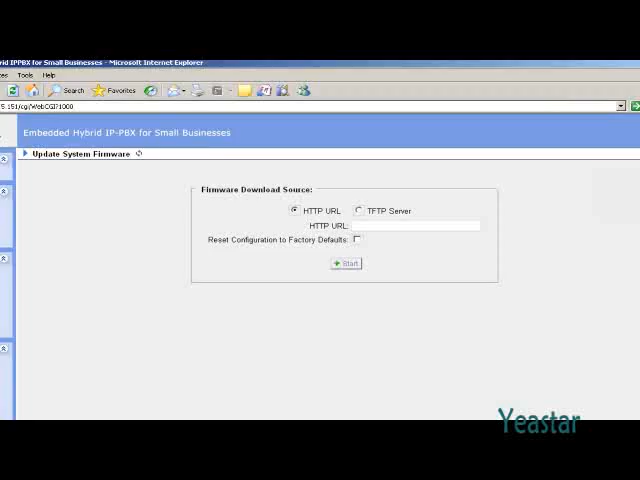 rid IPPBX for Small Businesses - Microsoft Internet Explorer
Tools Help
Search Favorites
5.151/cgi/WebCGI?1000
Embedded Hybrid IP-PBX for Small Businesses
Update System Firmware
Firmware Download Source:
HTTP URL TFTP Server
HTTP URL:
Reset Configuration to Factory Defaults:
Start
Yeastar